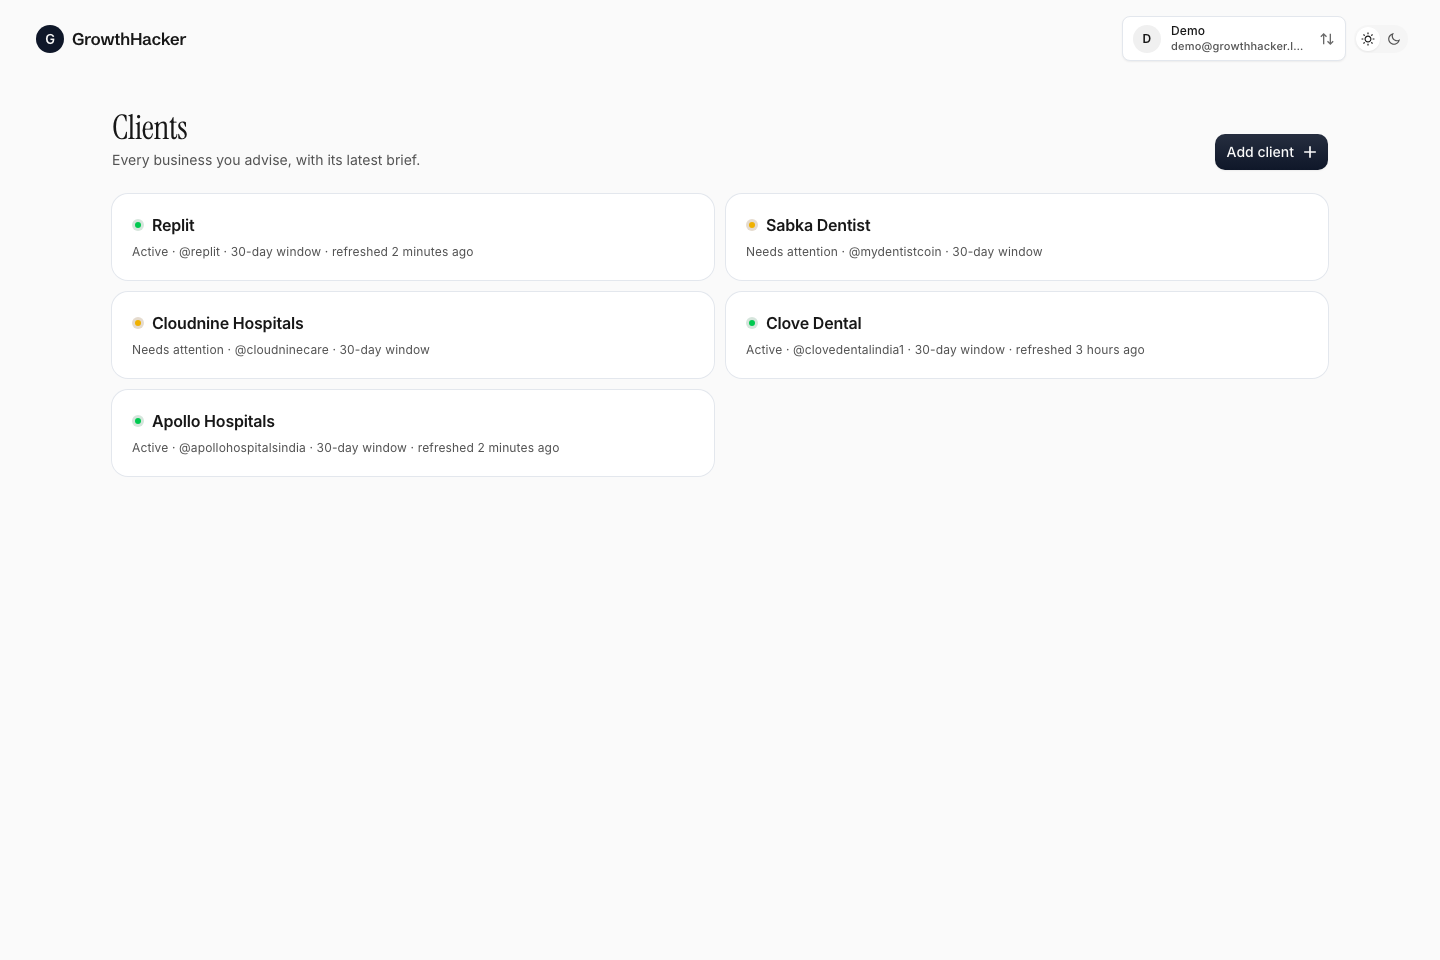 G GrowthHacker
D Demo
demo@growthhacker.l...
Clients
Every business you advise, with its latest brief.
Add client
Replit
Active · @replit · 30-day window · refreshed 2 minutes ago
Sabka Dentist
Needs attention · @mydentistcoin · 30-day window
Cloudnine Hospitals
Needs attention · @cloudninecare · 30-day window
Clove Dental
Active · @clovedentalindia1 · 30-day window · refreshed 3 hours ago
Apollo Hospitals
Active · @apollohospitalsindia · 30-day window · refreshed 2 minutes ago